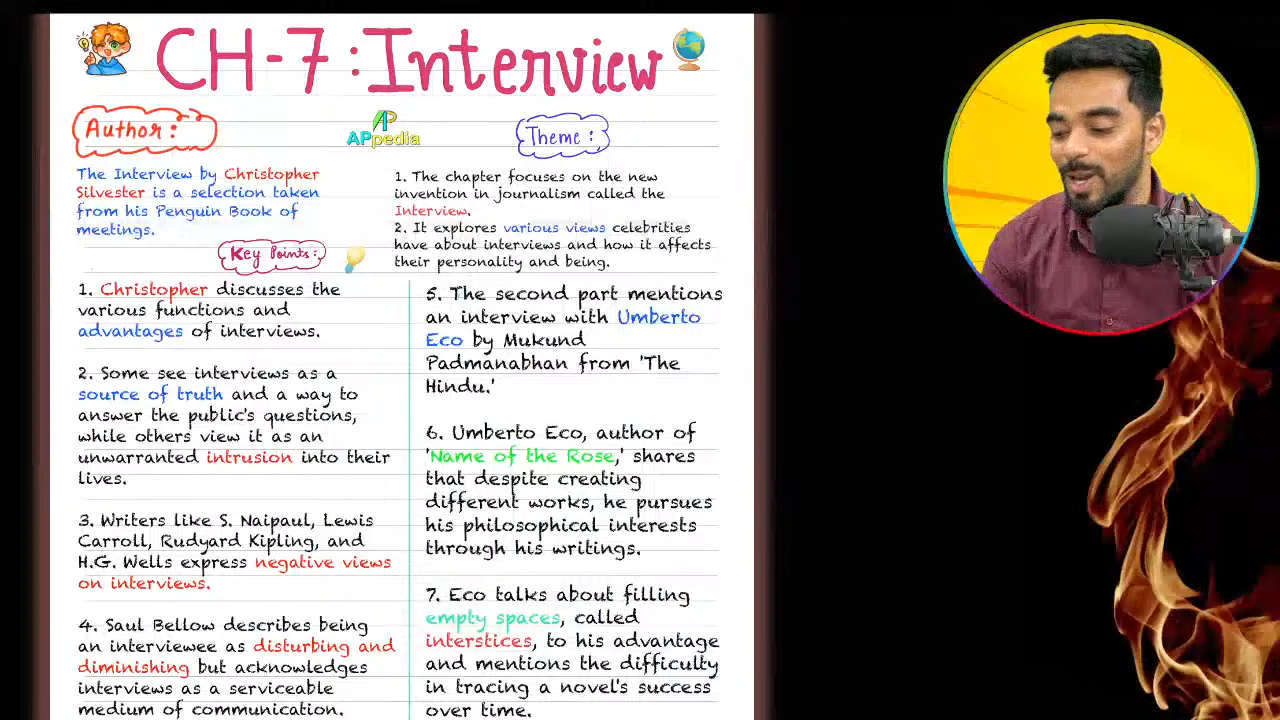 CH-7:Interview
Author:
APpedia
Theme:
The Interview by Christopher
Silvester is a selection taken
from his Penguin Book of
meetings.
1. The chapter focuses on the new
invention in journalism called the
Interview.
2. It explores various views celebrities
have about interviews and how it affects
their personality and being.
Key Points:
1. Christopher discusses the
various functions and
advantages of interviews.
2. Some see interviews as a
source of truth and a way to
answer the public's questions,
while others view it as an
unwarranted intrusion into their
lives.
3. Writers like S. Naipaul, Lewis
Carroll, Rudyard Kipling, and
H.G. Wells express negative views
on interviews.
4. Saul Bellow describes being
an interviewee as disturbing and
diminishing but acknowledges
interviews as a serviceable
medium of communication.
5. The second part mentions
an interview with Umberto
Eco by Mukund
Padmanabhan from 'The
Hindu.'
6. Umberto Eco, author of
'Name of the Rose,' shares
that despite creating
different works, he pursues
his philosophical interests
through his writings.
7. Eco talks about filling
empty spaces, called
interstices, to his advantage
and mentions the difficulty
in tracing a novel's success
over time.